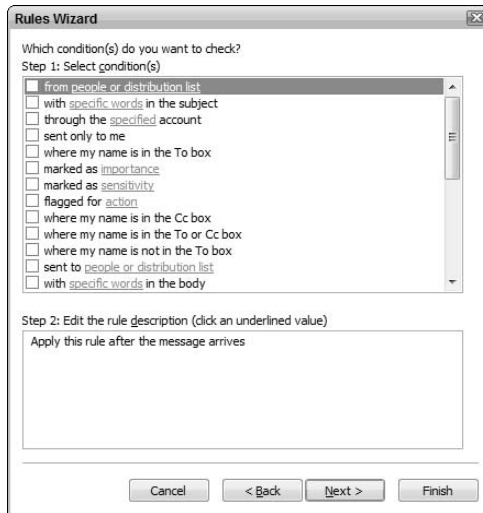 Rules Wizard
Which condition(s) do you want to check?
Step 1: Select condition(s)
from people or distribution list
with specific words in the subject
through the specified account
sent only to me
where my name is in the To box
marked as importance
marked as sensitivity
flagged for action
where my name is in the Cc box
where my name is in the To or Cc box
where my name is not in the To box
sent to people or distribution list
with specific words in the body
Step 2: Edit the rule description (click an underlined value)
Apply this rule after the message arrives
Cancel
< Back
Next >
Finish